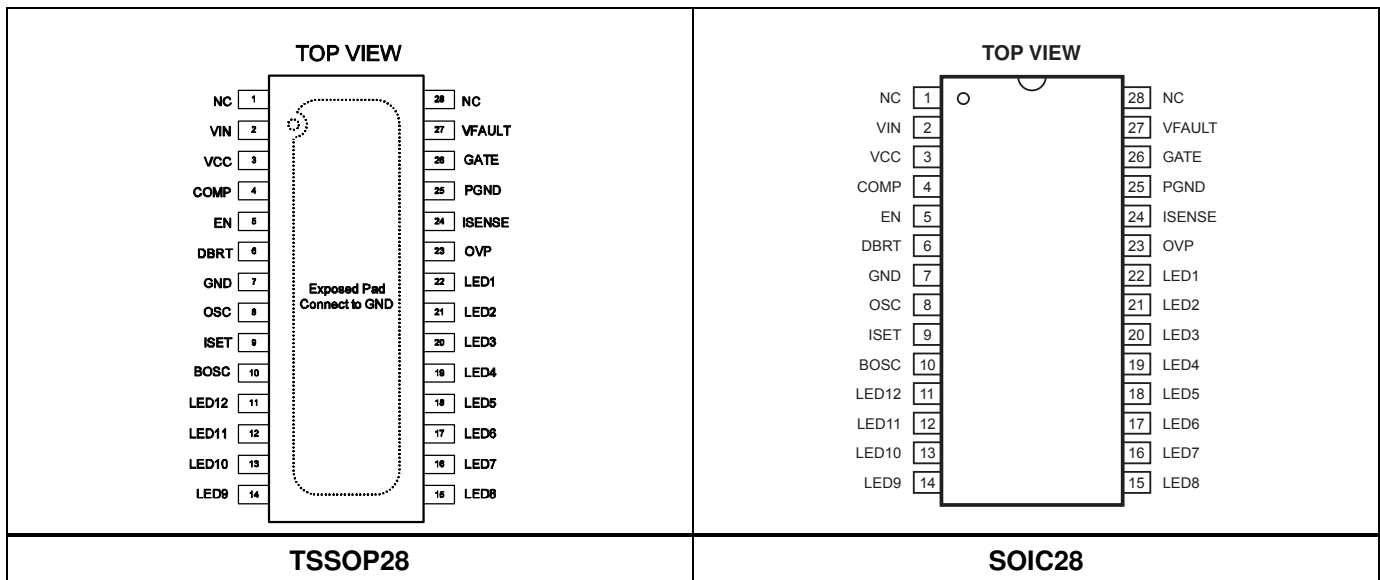 TOP VIEW
NC 1
VIN 2
VCC 3
COMP 4
EN 5
DBRT 6
GND 7
OSC 8
ISET 9
BOSC 10
LED12 11
LED11 12
LED10 13
LED9 14
Exposed Pad
Connect to GND
28 NC
27 VFAULT
26 GATE
25 PGND
24 ISENSE
23 OVP
22 LED1
21 LED2
20 LED3
19 LED4
18 LED5
17 LED6
16 LED7
15 LED8
TSSOP28
TOP VIEW
NC 1
VIN 2
VCC 3
COMP 4
EN 5
DBRT 6
GND 7
OSC 8
ISET 9
BOSC 10
LED12 11
LED11 12
LED10 13
LED9 14
28 NC
27 VFAULT
26 GATE
25 PGND
24 ISENSE
23 OVP
22 LED1
21 LED2
20 LED3
19 LED4
18 LED5
17 LED6
16 LED7
15 LED8
SOIC28